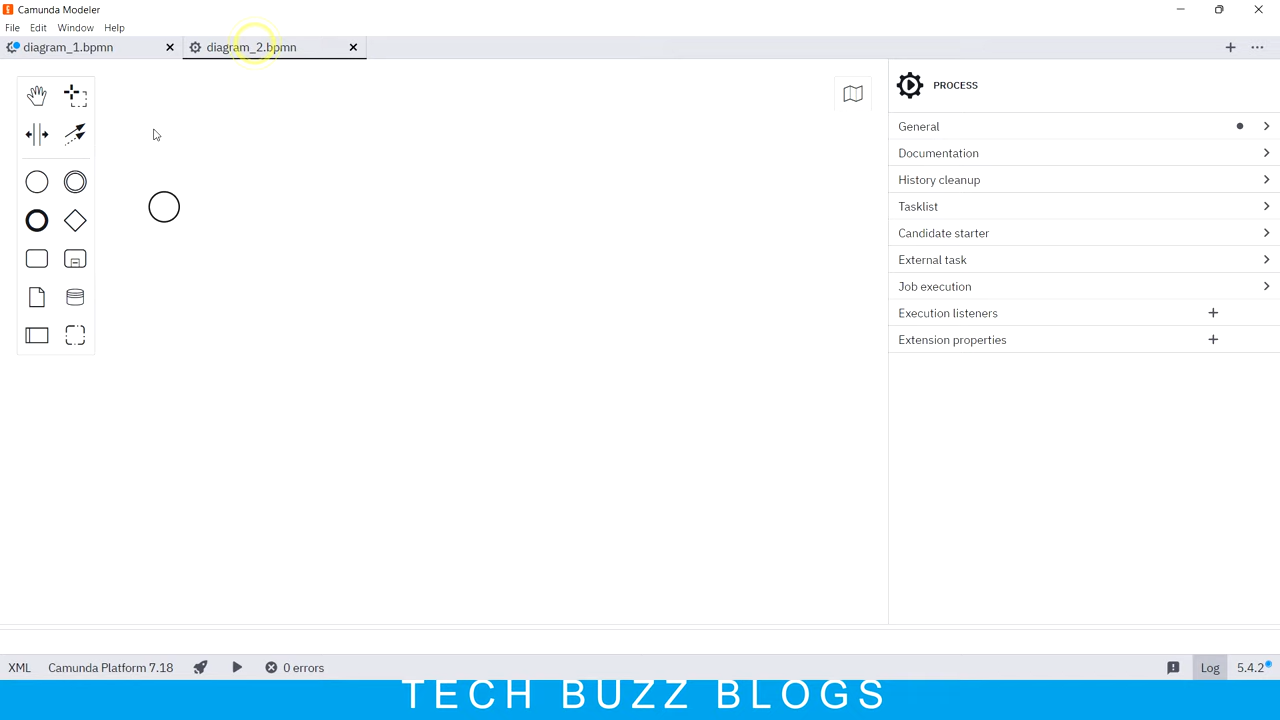 Camunda Modeler
File Edit Window Help
diagram_1.bpmn diagram_2.bpmn
PROCESS
General
Documentation
History cleanup
Tasklist
Candidate starter
External task
Job execution
Execution listeners
Extension properties
XML Camunda Platform 7.18 0 errors Log 5.4.2
TECH BUZZ BLOGS